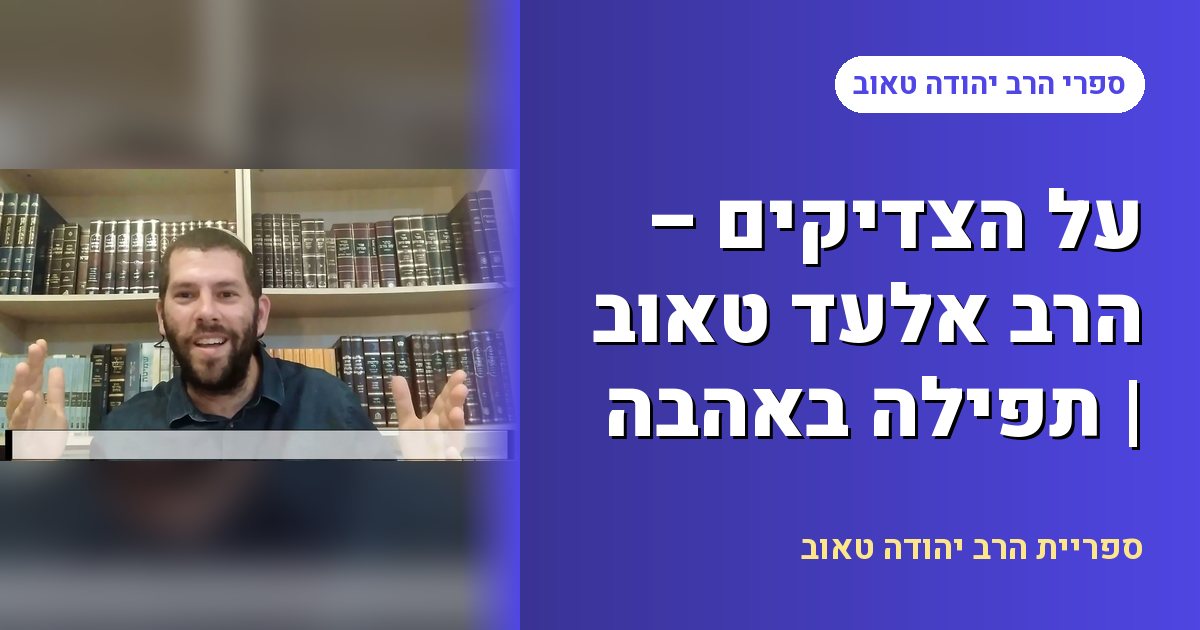 ספרי הרב יהודה טאוב
על הצדיקים –
הרב אלעד טאוב
| תפילה באהבה
ספריית הרב יהודה טאוב